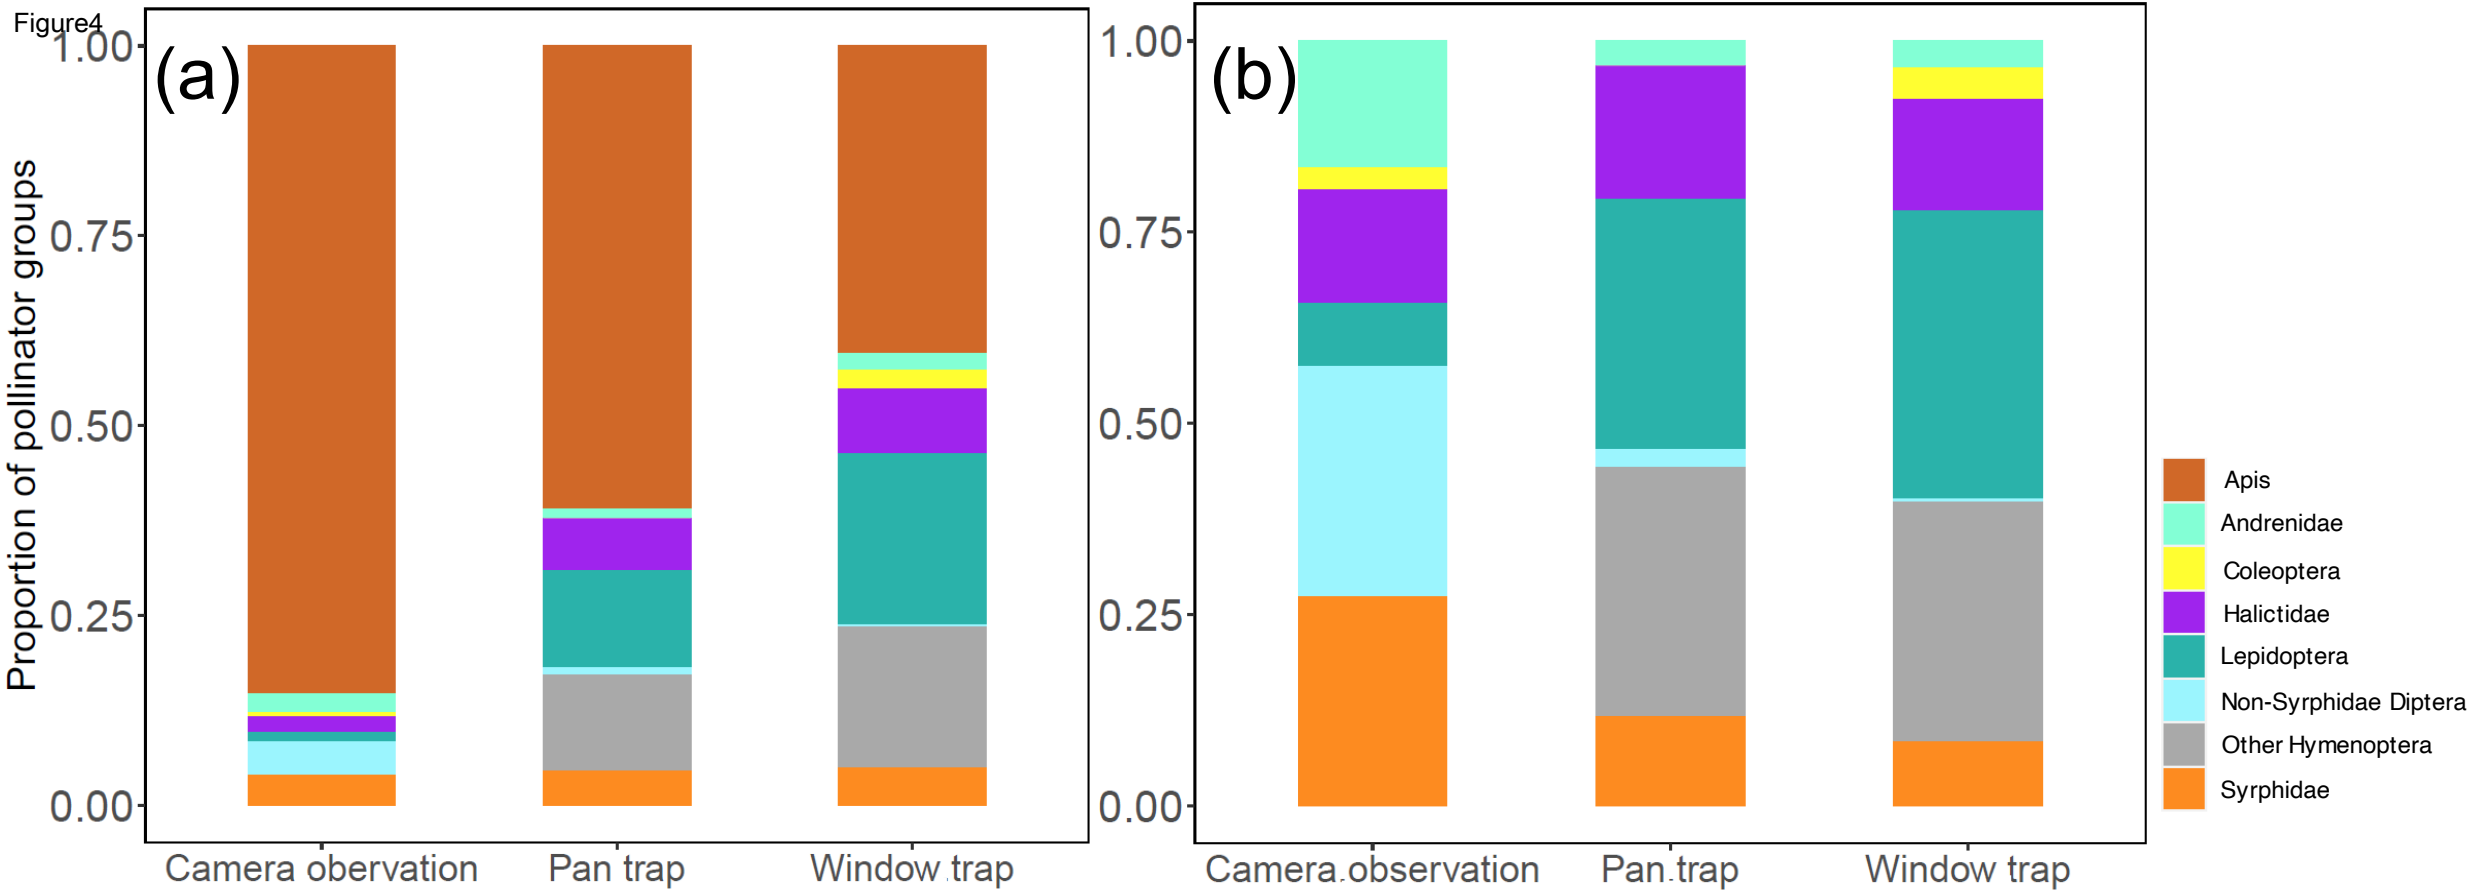 Figure4
(a)
(b)
Proportion of pollinator groups
1.00
0.75
0.50
0.25
0.00
Camera obervation
Pan trap
Window trap
1.00
0.75
0.50
0.25
0.00
Camera observation
Pan trap
Window trap
Apis
Andrenidae
Coleoptera
Halictidae
Lepidoptera
Non-Syrphidae Diptera
Other Hymenoptera
Syrphidae